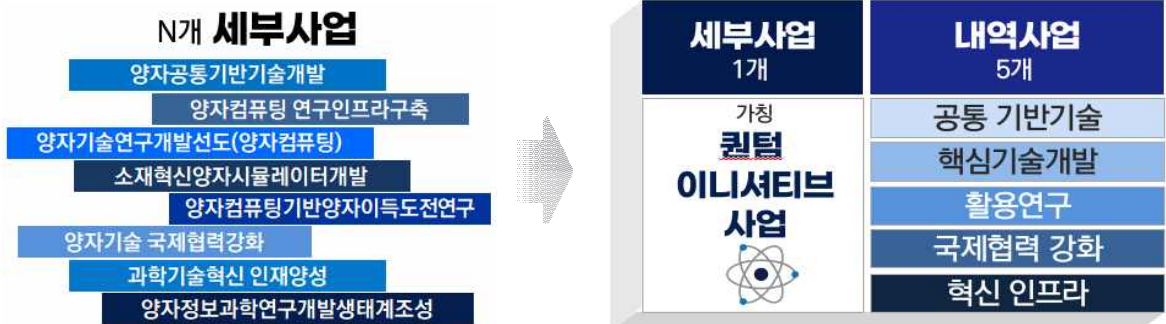 N개 세부사업
양자공통기반기술개발
양자컴퓨팅 연구인프라구축
양자기술연구개발선도(양자컴퓨팅)
소재혁신양자시뮬레이터개발
양자컴퓨팅기반양자이득도전연구
양자기술 국제협력강화
과학기술혁신 인재양성
양자정보과학연구개발생태계조성
세부사업
1개
가칭
퀀텀
이니셔티브
사업
내역사업
5개
공통 기반기술
핵심기술개발
활용연구
국제협력 강화
혁신 인프라